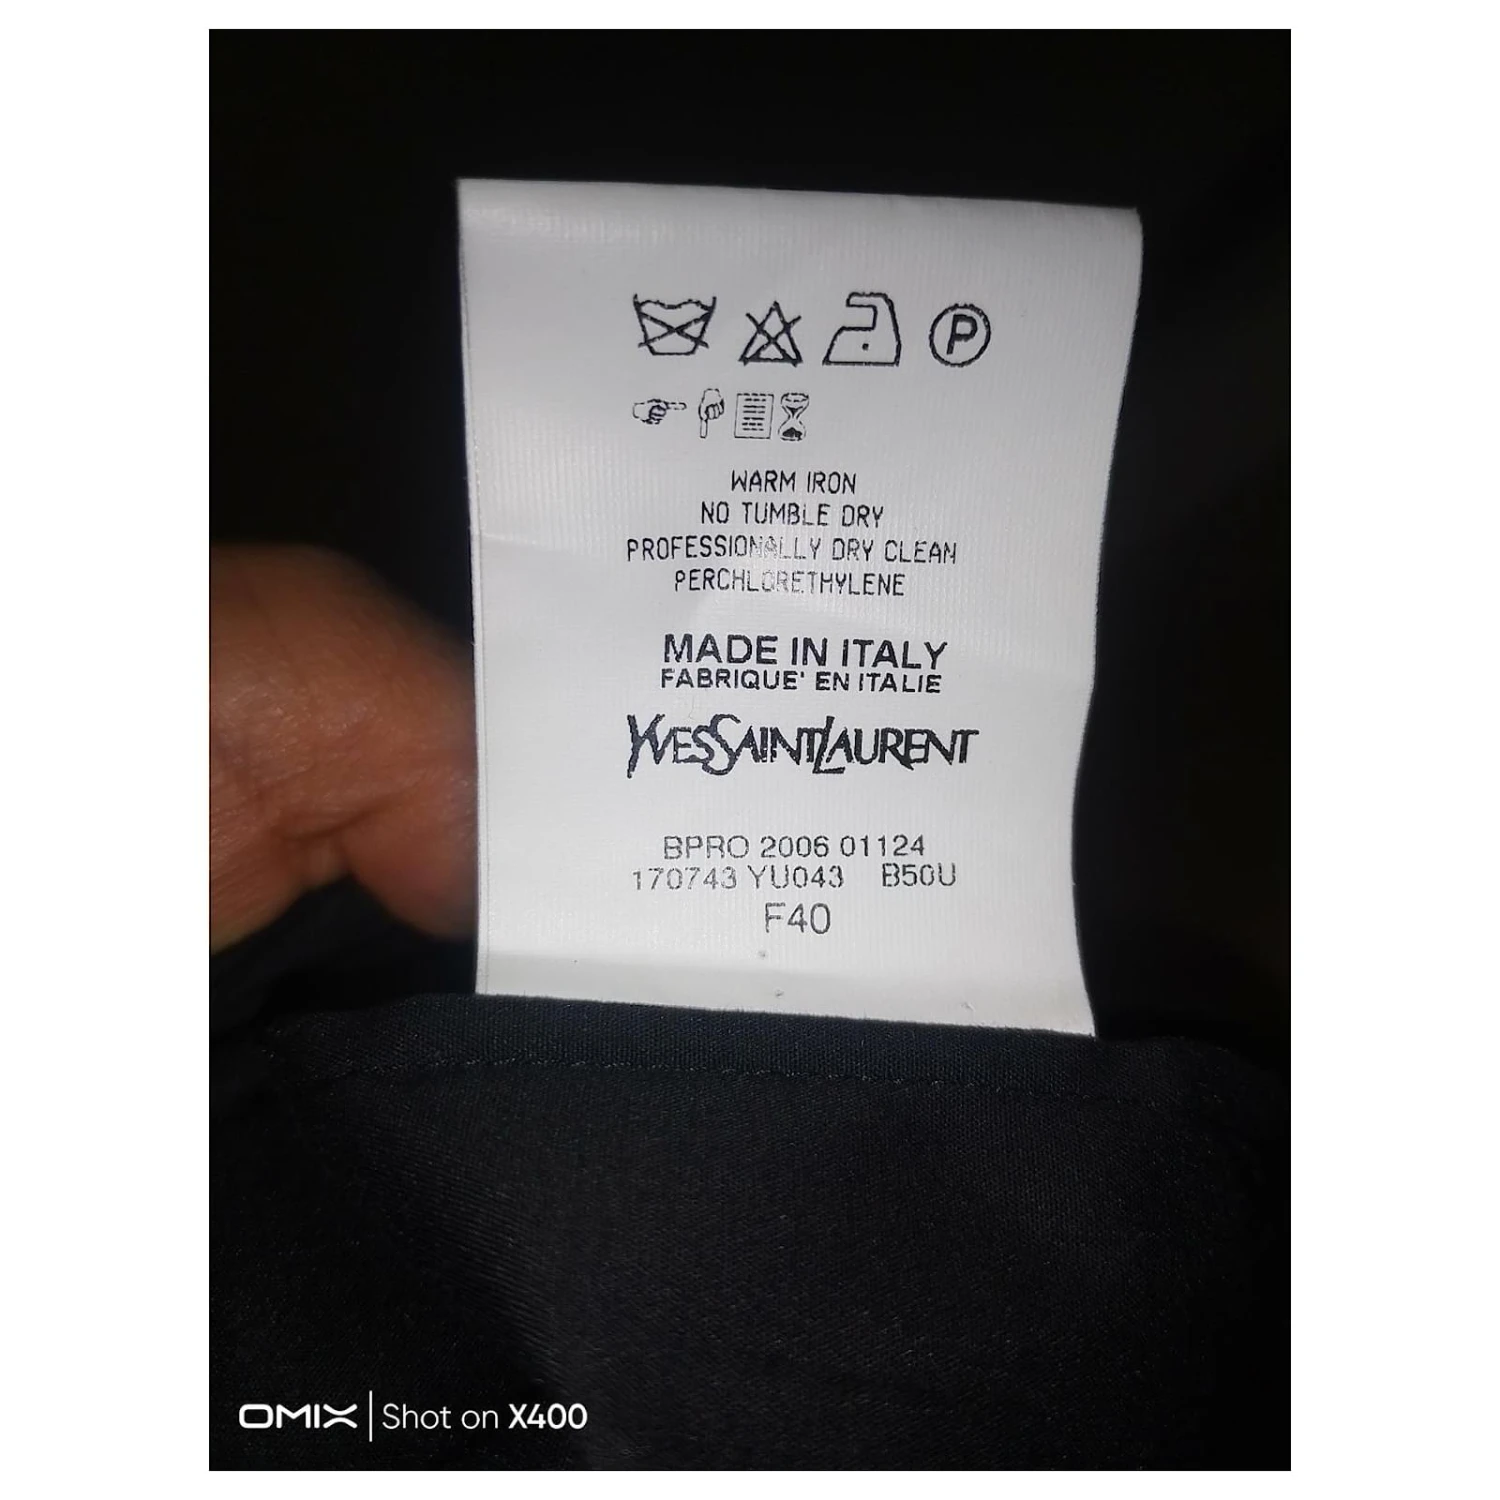 P
WARM IRON
NO TUMBLE DRY
PROFESSIONALLY DRY CLEAN
PERCHLORETHYLENE
MADE IN ITALY
FABRIQUE' EN ITALIE
YVESSAINTLAURENT
BPRO 2006 01124
170743 YU043 B50U
F40
OMIX | Shot on X400